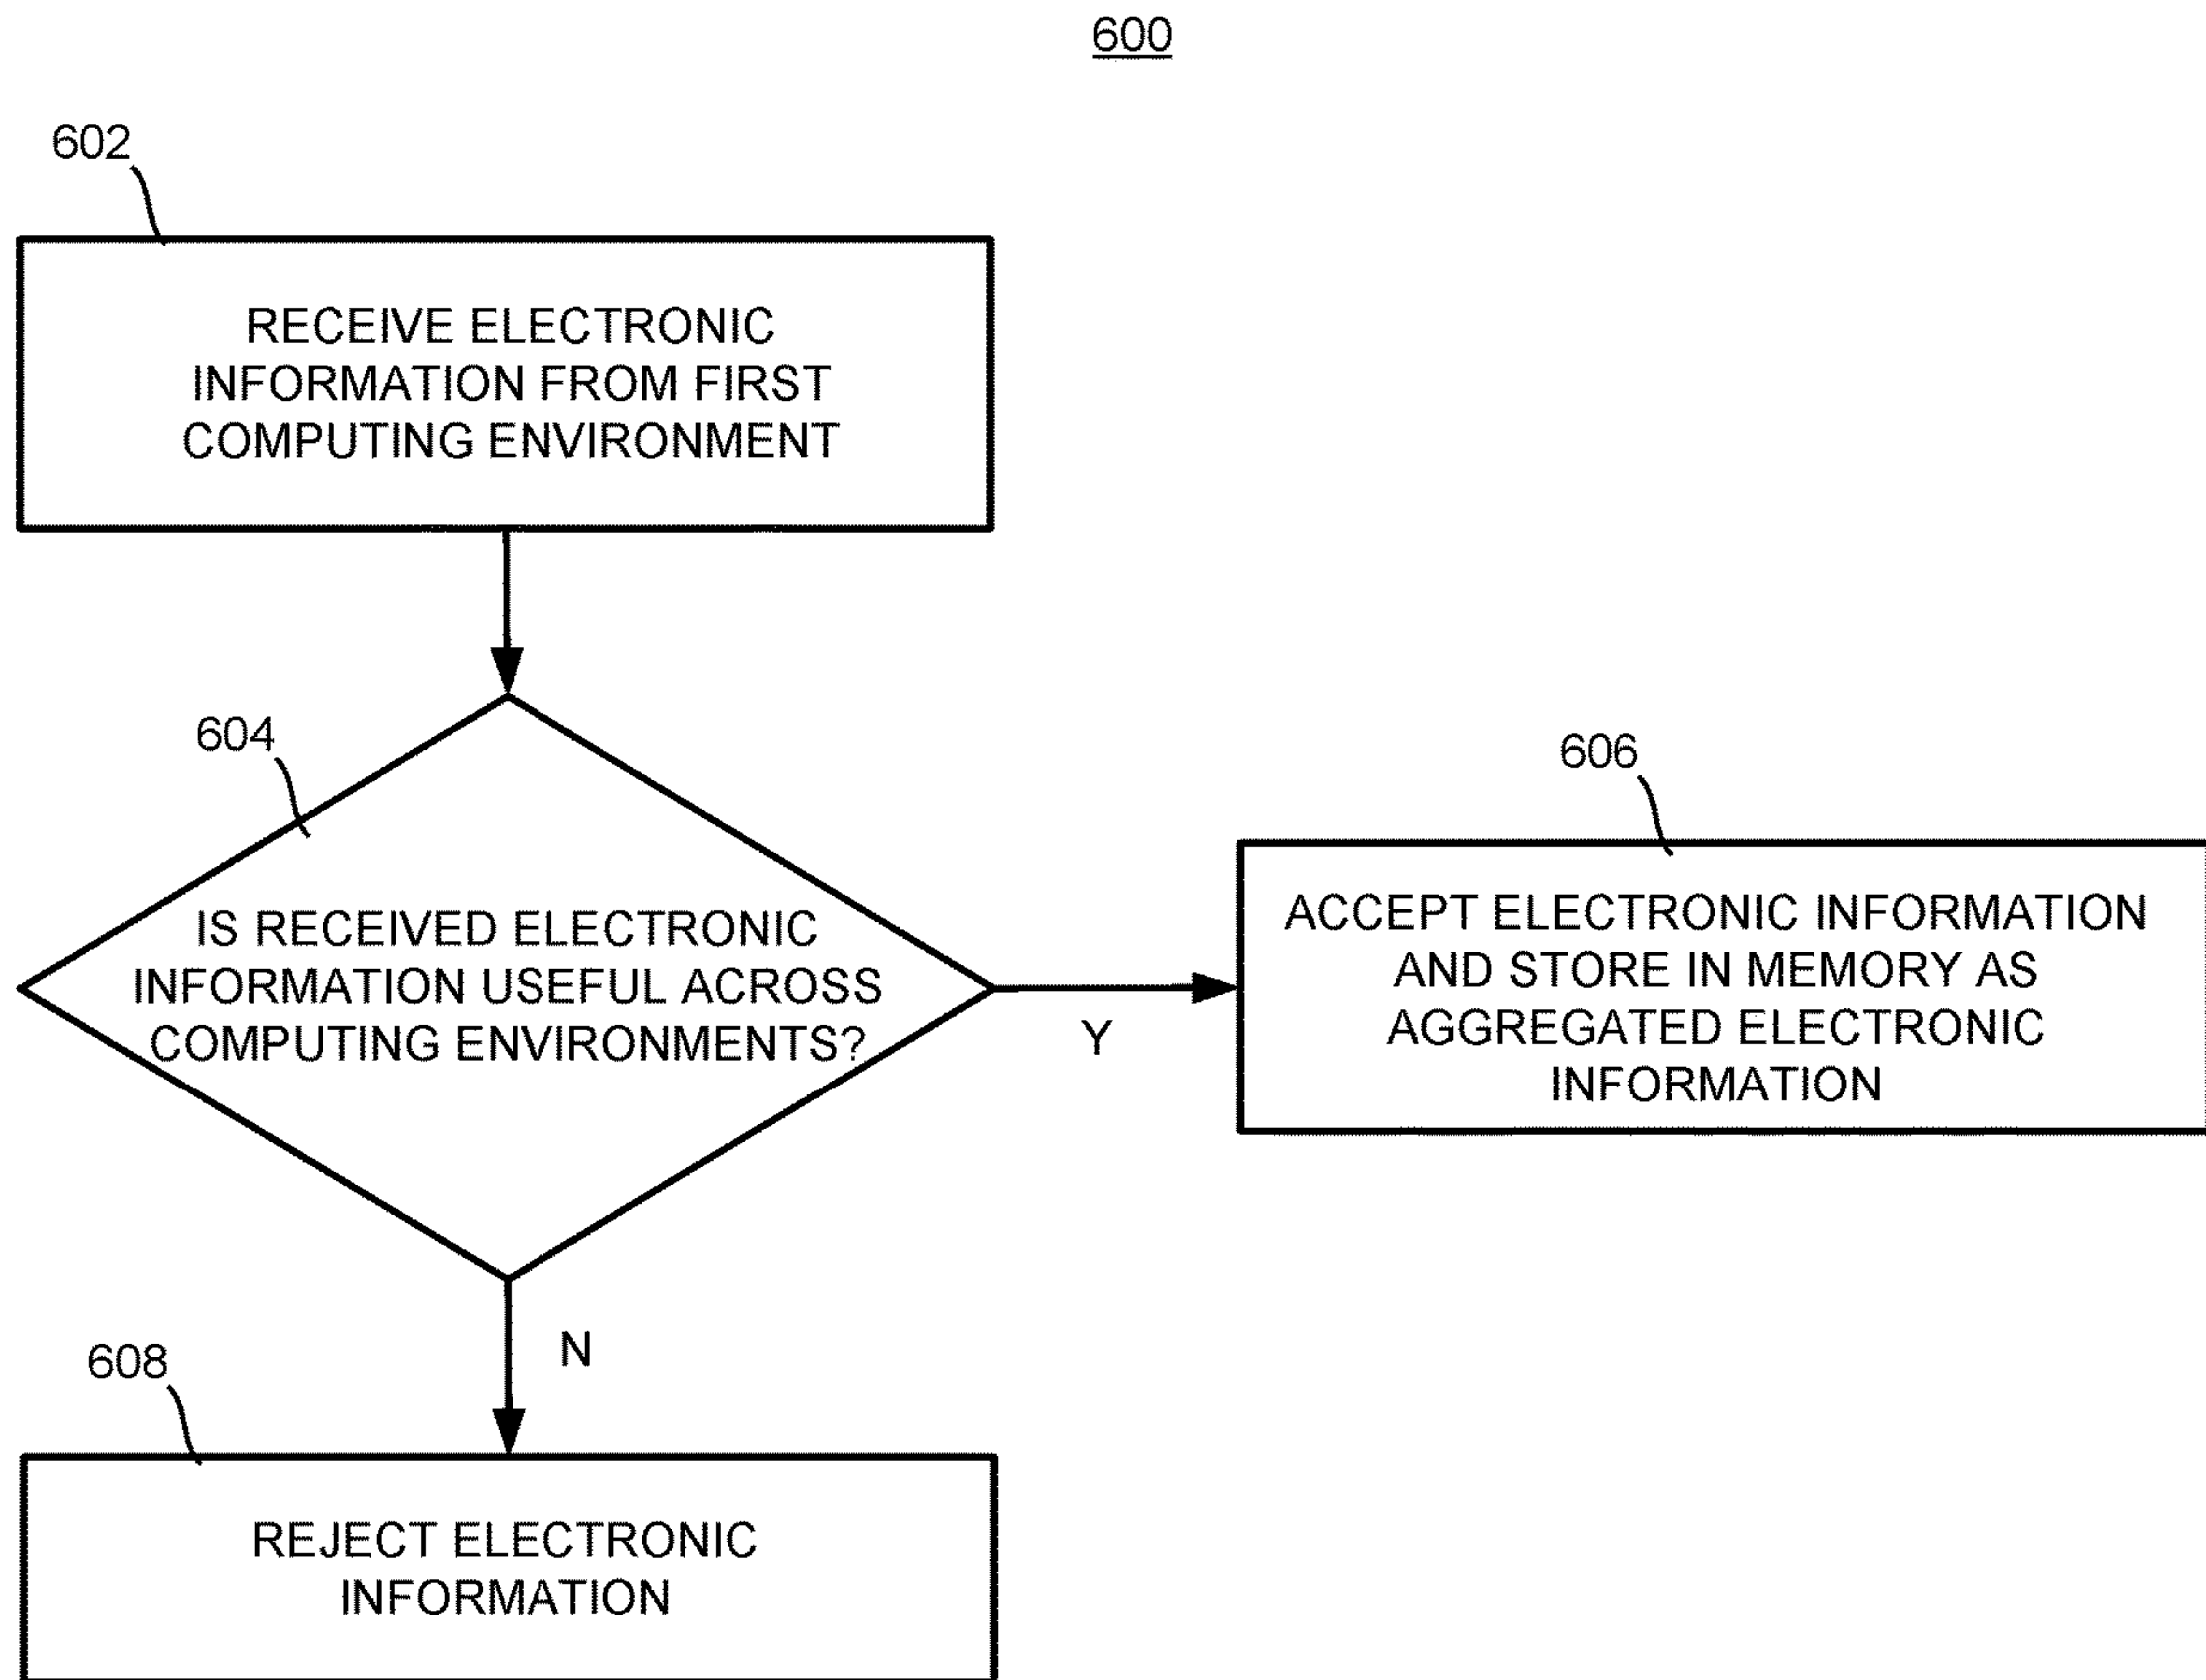 600
602
RECEIVE ELECTRONIC
INFORMATION FROM FIRST
COMPUTING ENVIRONMENT
604
IS RECEIVED ELECTRONIC
INFORMATION USEFUL ACROSS
COMPUTING ENVIRONMENTS?
Y
606
ACCEPT ELECTRONIC INFORMATION
AND STORE IN MEMORY AS
AGGREGATED ELECTRONIC
INFORMATION
N
608
REJECT ELECTRONIC
INFORMATION